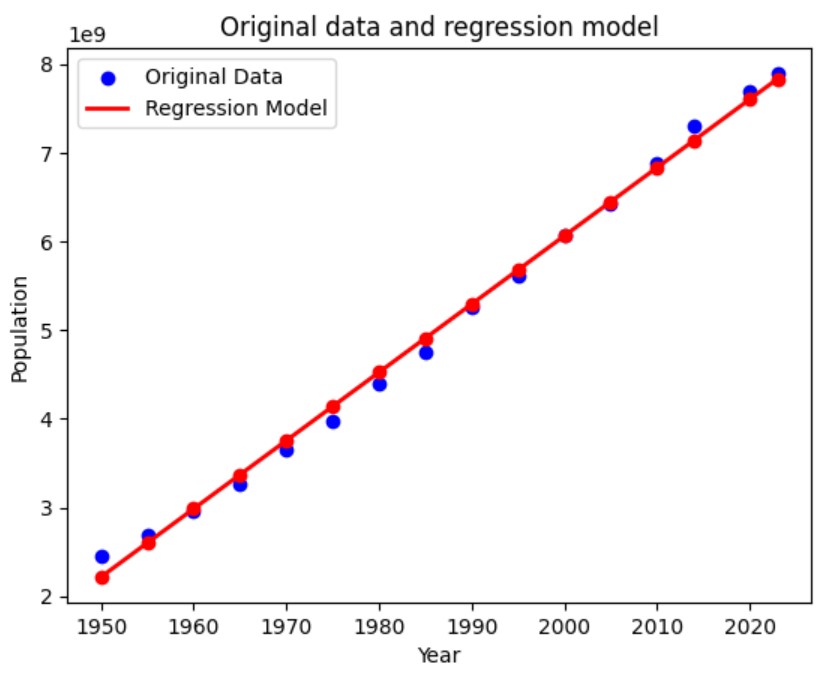 Original data and regression model
1e9
Original Data
Regression Model
8
7
6
5
4
3
2
Population
1950 1960 1970 1980 1990 2000 2010 2020
Year